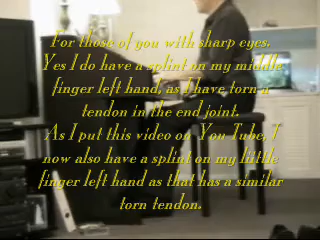 For those of you with sharp eyes.
Yes I do have a splint on my middle
finger left hand, as I have torn a
tendon in the end joint.
As I put this video on You Tube, I
now also have a splint on my little
finger left hand as that has a similar
torn tendon.